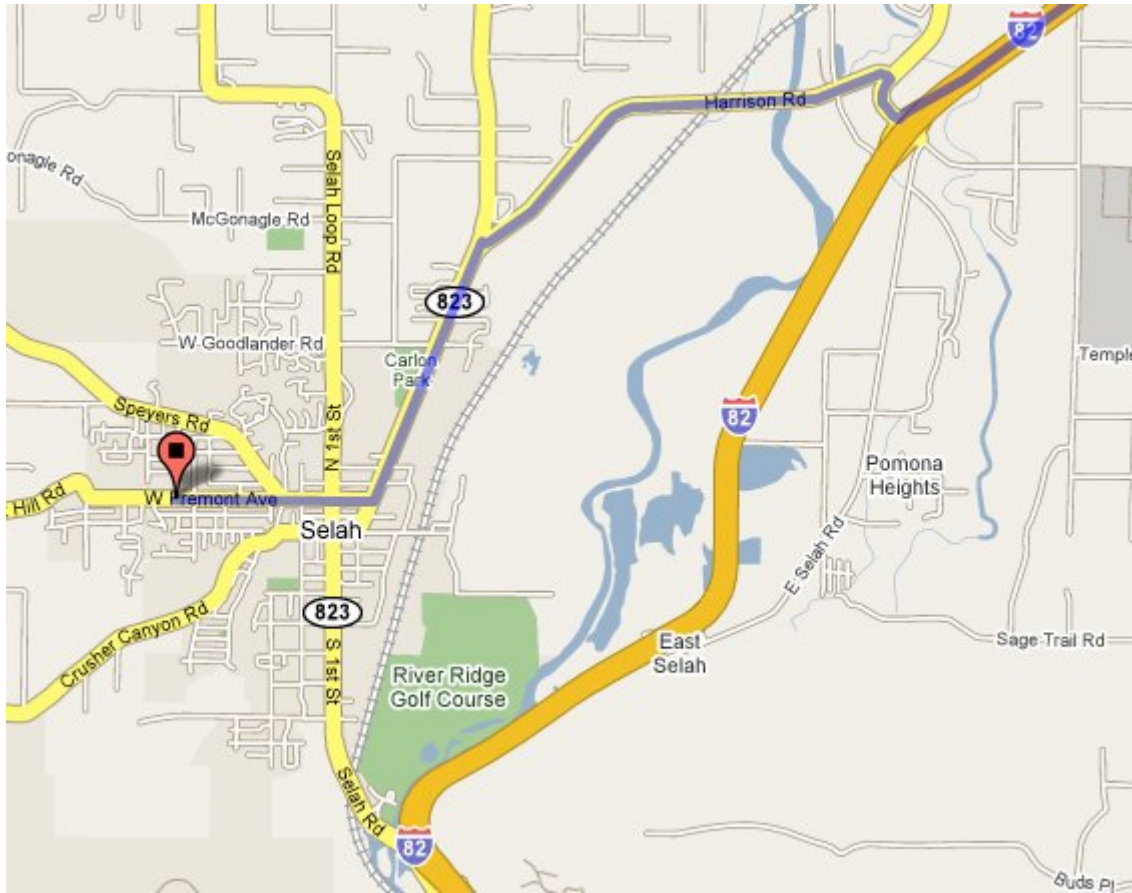 82
Harrison Rd
onagle Rd
Selah Loop Rd
McGonagle Rd
823
W Goodlander Rd
Carlon
Park
Temple
Speyers Rd
N 1st St
82
Pomona
Heights
W Fremont Ave
Hill Rd
Selah
E Selah Rd
823
Crusher Canyon Rd
S 1st St
East
Selah
Sage Trail Rd
River Ridge
Golf Course
Selah Rd
82
Buds Pl